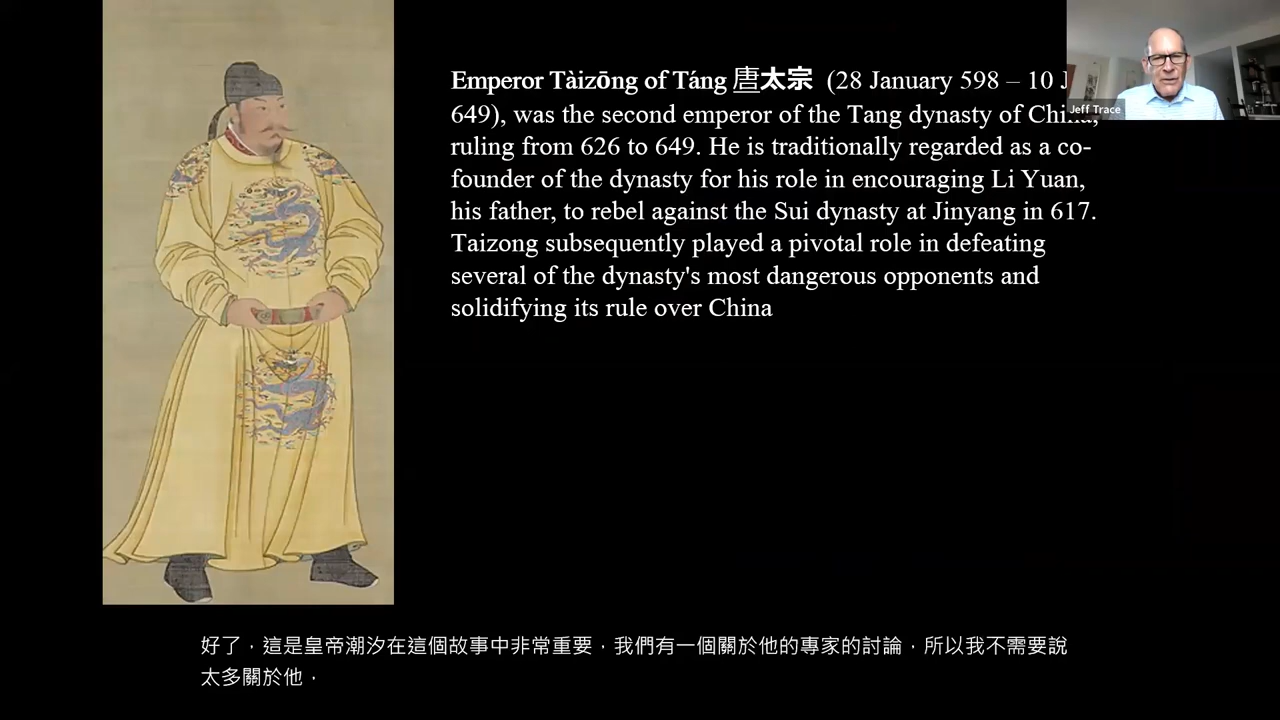 Emperor Tàizōng of Táng 唐太宗 (28 January 598 – 10 J
649), was the second emperor of the Tang dynasty of China,
ruling from 626 to 649. He is traditionally regarded as a co-
founder of the dynasty for his role in encouraging Li Yuan,
his father, to rebel against the Sui dynasty at Jinyang in 617.
Taizong subsequently played a pivotal role in defeating
several of the dynasty's most dangerous opponents and
solidifying its rule over China
Jeff Trace
好了，這是皇帝潮汐在這個故事中非常重要，我們有一個關於他的專家的討論，所以我不需要說
太多關於他，